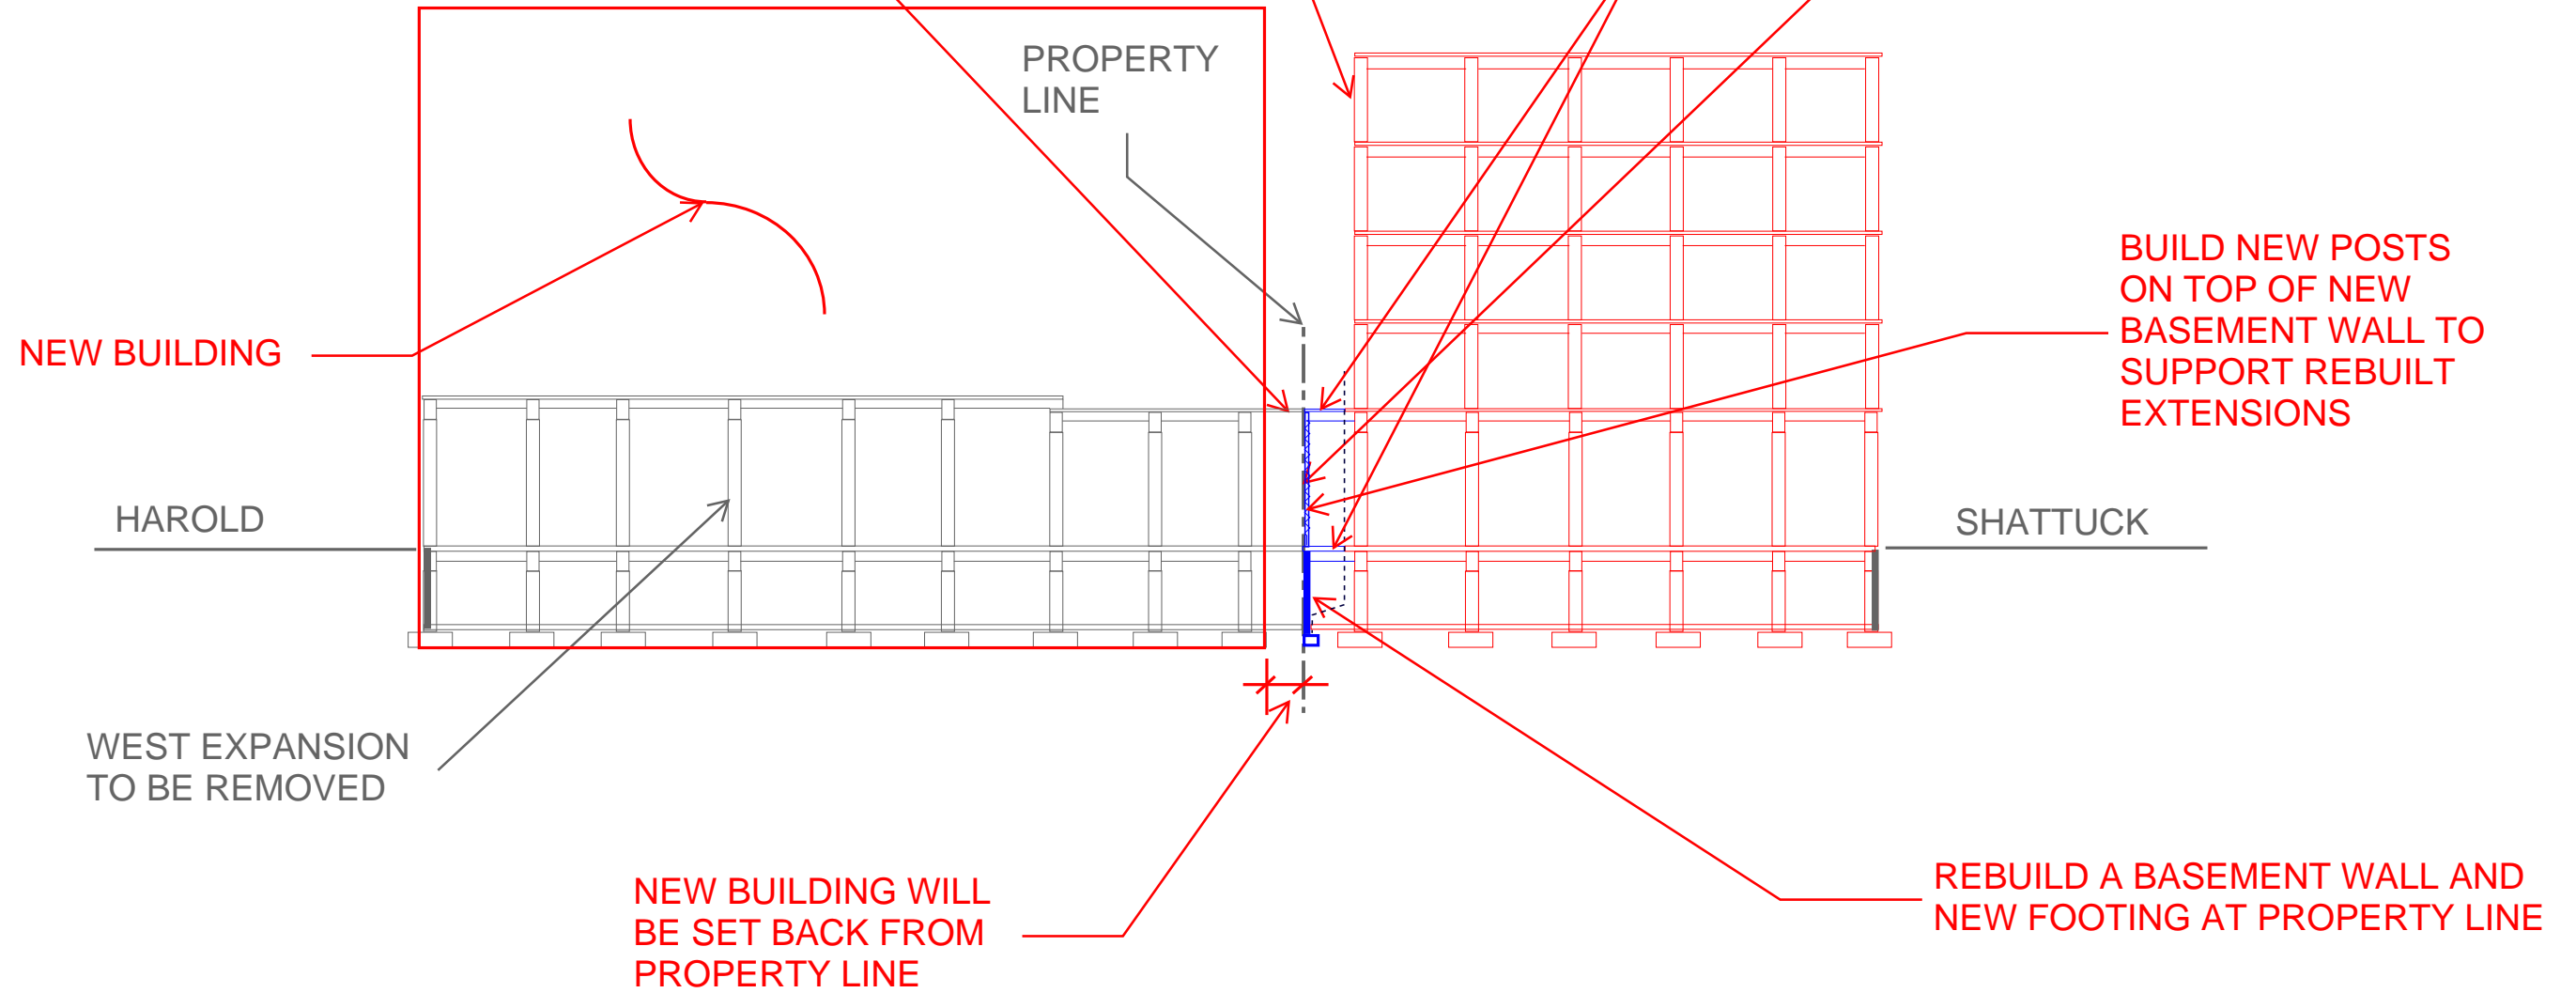 PROPERTY
LINE
BUILD NEW POSTS
ON TOP OF NEW
BASEMENT WALL TO
SUPPORT REBUILT
EXTENSIONS
NEW BUILDING
HAROLD
SHATTUCK
WEST EXPANSION
TO BE REMOVED
NEW BUILDING WILL
BE SET BACK FROM
PROPERTY LINE
REBUILD A BASEMENT WALL AND
NEW FOOTING AT PROPERTY LINE